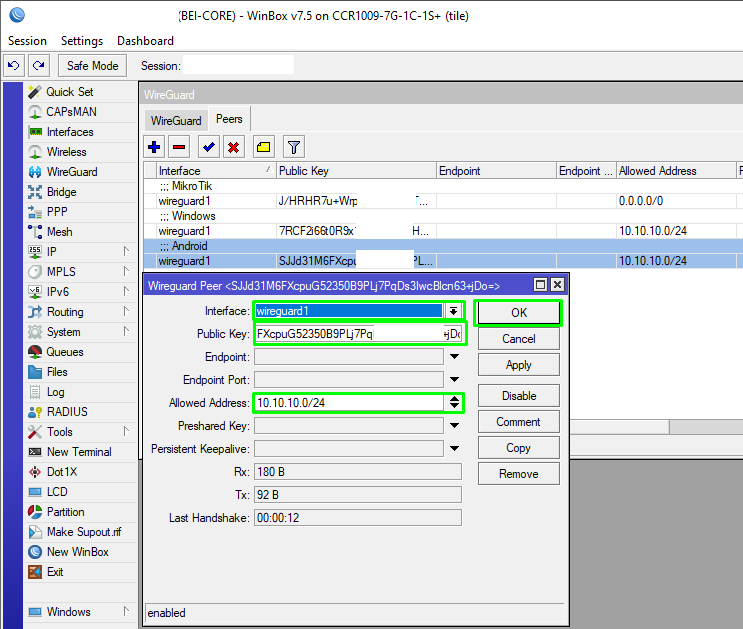 (BEI-CORE) - WinBox v7.5 on CCR1009-7G-1C-1S+ (tile)
Session Settings Dashboard
Safe Mode Session:
Quick Set
CAPsMAN
Interfaces
Wireless
WireGuard
Bridge
PPP
Mesh
IP
MPLS
IPv6
Routing
System
Queues
Files
Log
RADIUS
Tools
New Terminal
Dot1X
LCD
Partition
Make Supout.rif
New WinBox
Exit
Windows
WireGuard
WireGuard Peers
Interface Public Key Endpoint Endpoint ... Allowed Address
;;; MikroTik
wireguard1 J/HRHR7u+Wrp ... 0.0.0.0/0
;;; Windows
wireguard1 7RCF2i66t0R9x H... 10.10.10.0/24
;;; Android
wireguard1 SJJd31M6FXcpu PL... 10.10.10.0/24
Wireguard Peer <SJJd31M6FXcpuG52350B9PLj7PqDs3IwcBlcn63+jDo=>
Interface: wireguard1
Public Key: FXcpuG52350B9PLj7Pq +jDo
Endpoint:
Endpoint Port:
Allowed Address: 10.10.10.0/24
Preshared Key:
Persistent Keepalive:
Rx: 180 B
Tx: 92 B
Last Handshake: 00:00:12
OK
Cancel
Apply
Disable
Comment
Copy
Remove
enabled